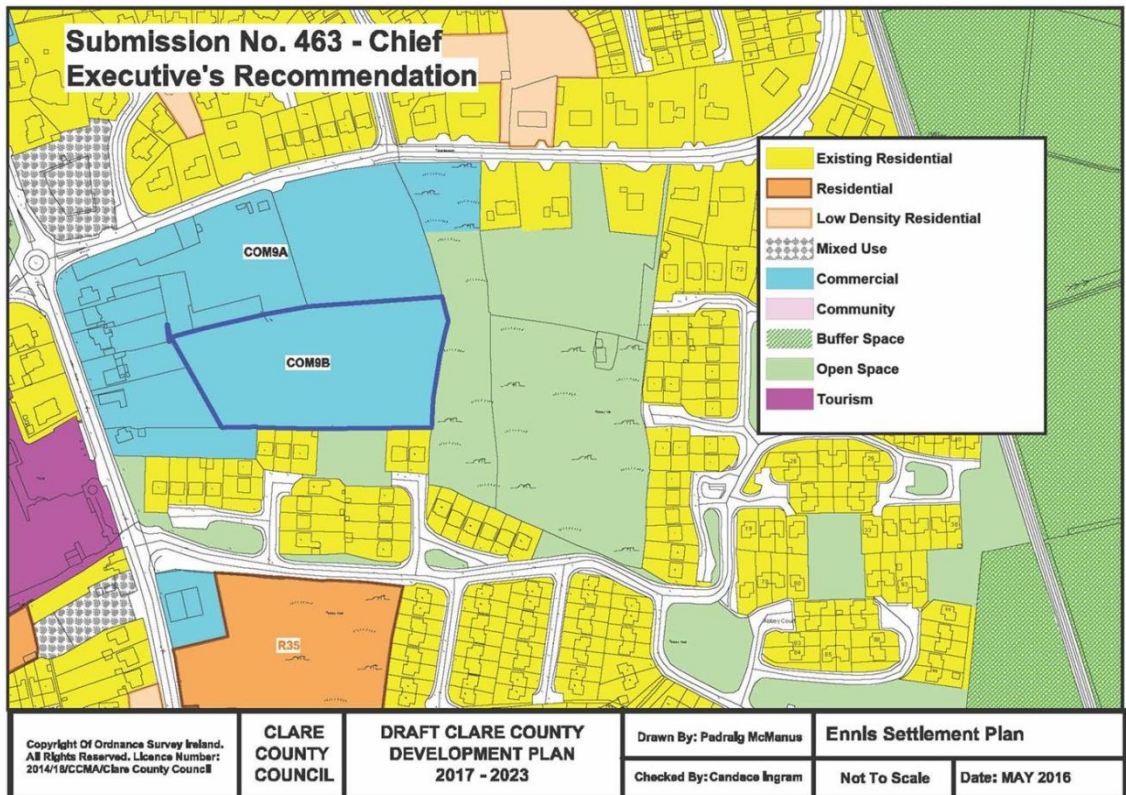 Submission No. 463 - Chief
Executive's Recommendation
Existing Residential
Residential
Low Density Residential
Mixed Use
Commercial
Community
Buffer Space
Open Space
Tourism
COM9A
COM9B
72
R35
Abbey Court
Copyright Of Ordnance Survey Ireland.
All Rights Reserved. Licence Number:
2014/18/CCMA/Clare County Council
CLARE
COUNTY
COUNCIL
DRAFT CLARE COUNTY
DEVELOPMENT PLAN
2017 - 2023
Drawn By: Padraig McManus
Checked By: Candace Ingram
Ennis Settlement Plan
Not To Scale
Date: MAY 2016